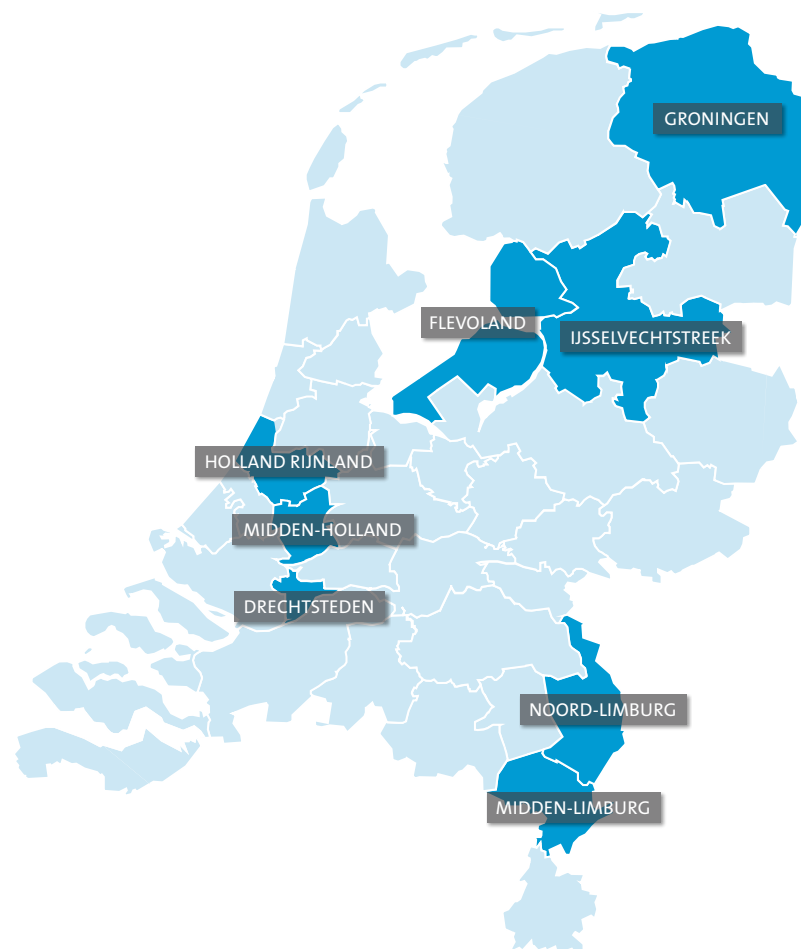 GRONINGEN
FLEVOLAND
IJSSELVECHTSTREEK
HOLLAND RIJNLAND
MIDDEN-HOLLAND
DRECHTSTEDEN
NOORD-LIMBURG
MIDDEN-LIMBURG